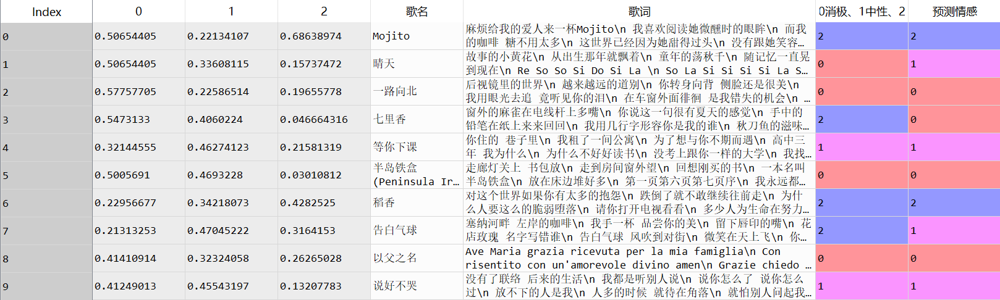 Index 0 1 2 歌名 歌词 0消极、1中性、2 预测情感
0 0.50654405 0.22134107 0.68638974 Mojito 麻烦给我的爱人来一杯Mojito\n 我喜欢阅读她微醺时的眼眸\n 而我
的咖啡 糖不用太多\n 这世界已经因为她甜得过头\n 没有跟她笑容… 2 2
1 0.50654405 0.33608115 0.15737472 晴天 故事的小黄花\n 从出生那年就飘着\n 童年的荡秋千\n 随记忆一直晃
到现在\n Re So So Si Do Si La \n So La Si Si Si Si La S… 0 1
2 0.57757705 0.22586514 0.19655778 一路向北 后视镜里的世界\n 越来越远的道别\n 你转身向背 侧脸还是很美\n
我用眼光去追 竟听见你的泪\n 在车窗外面徘徊 是我错失的机会\n … 0 0
3 0.5473133 0.4060224 0.046664316 七里香 窗外的麻雀在电线杆上多嘴\n 你说这一句很有夏天的感觉\n 手中的
铅笔在纸上来来回回\n 我用几行字形容你是我的谁\n 秋刀鱼的滋味… 2 0
4 0.32144555 0.46274123 0.21581319 等你下课 你住的 巷子里\n 我租了一间公寓\n 为了想与你不期而遇\n 高中三
年 我为什么\n 为什么不好好读书\n 没考上跟你一样的大学\n 我找… 1 1
5 0.5005691 0.4693228 0.03010812 半岛铁盒 走廊灯关上 书包放\n 走到房间窗外望\n 回想刚买的书\n 一本名叫
(Peninsula Ir… 半岛铁盒\n 放在床边堆好多\n 第一页第六页第七页序\n 我永远都… 0 0
6 0.22956677 0.34218073 0.4282525 稻香 对这个世界如果你有太多的抱怨\n 跌倒了就不敢继续往前走\n 为什
么人要这么的脆弱堕落\n 请你打开电视看看\n 多少人为生命在努力… 2 2
7 0.21313253 0.47045222 0.3164153 告白气球 塞纳河畔 左岸的咖啡\n 我手一杯 品尝你的美\n 留下唇印的嘴\n 花
店玫瑰 名字写错谁\n 告白气球 风吹到对街\n 微笑在天上飞\n 你… 2 1
8 0.41410914 0.32324058 0.26265028 以父之名 Ave Maria grazia ricevuta per la mia famiglia\n Con
risentito con un'amorevole divino amen\n Grazie chiedo … 0 0
9 0.41249013 0.45543197 0.13207783 说好不哭 没有了联络 后来的生活\n 我都是听别人说\n 说你怎么了 说你怎么
过\n 放不下的人是我\n 人多的时候 就待在角落\n 就怕别人问起我… 1 1